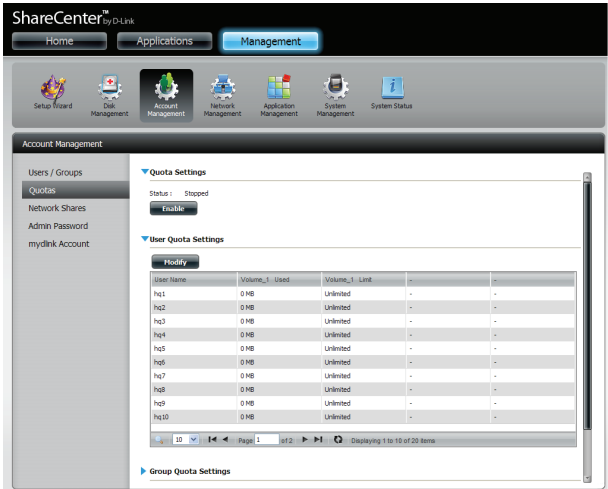 ShareCenter™ by D-Link
Home Applications Management
Setup Wizard Disk Management Account Management Network Management Application Management System Management System Status
Account Management
Users / Groups
Quotas
Network Shares
Admin Password
mydlink Account
Quota Settings
Status : Stopped
Enable
User Quota Settings
Modify
User Name Volume_1 Used Volume_1 Limit - -
hq1 0 MB Unlimited - -
hq2 0 MB Unlimited - -
hq3 0 MB Unlimited - -
hq4 0 MB Unlimited - -
hq5 0 MB Unlimited - -
hq6 0 MB Unlimited - -
hq7 0 MB Unlimited - -
hq8 0 MB Unlimited - -
hq9 0 MB Unlimited - -
hq10 0 MB Unlimited - -
10 Page 1 of 2 Displaying 1 to 10 of 20 items
Group Quota Settings